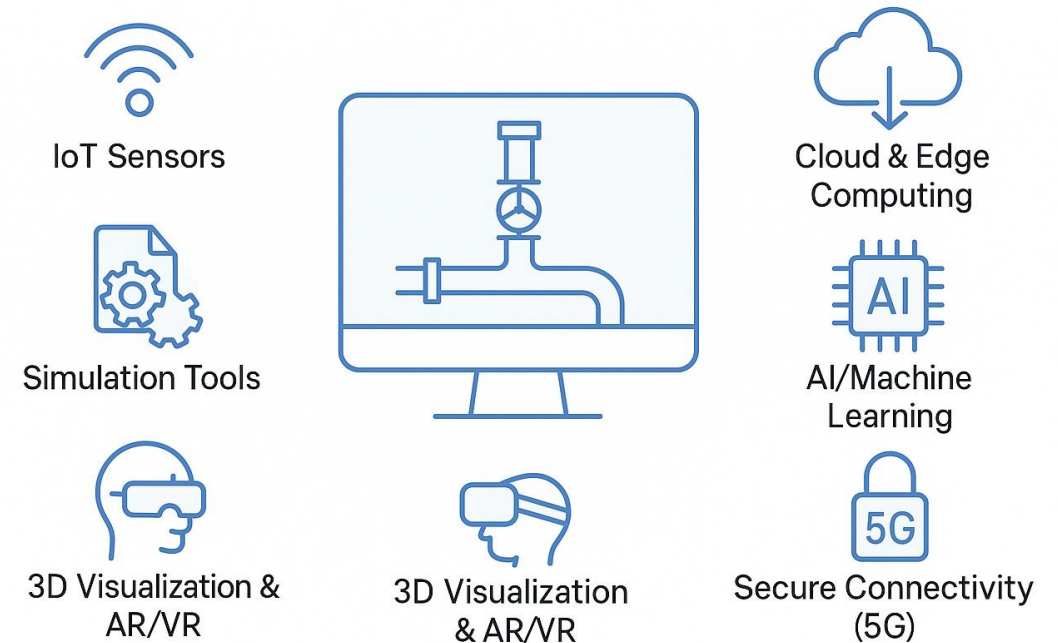 IoT Sensors
Cloud & Edge
Computing
Simulation Tools
AI
AI/Machine
Learning
3D Visualization &
AR/VR
3D Visualization
& AR/VR
5G
Secure Connectivity
(5G)